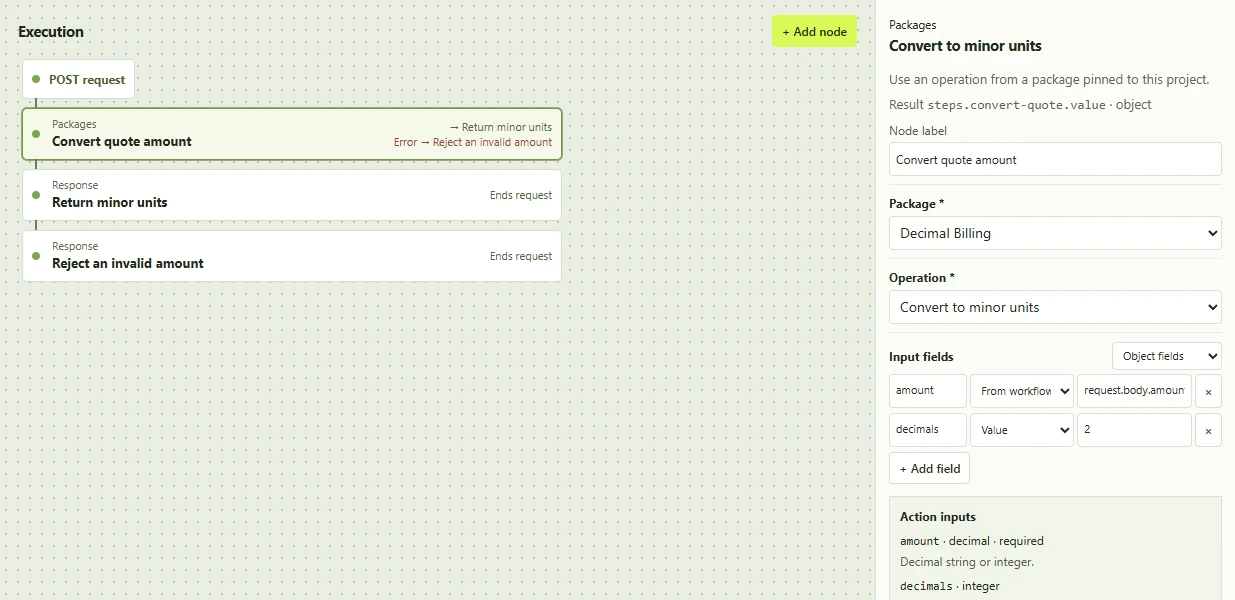 Execution
+ Add node
POST request
Packages
Convert quote amount
→ Return minor units
Error → Reject an invalid amount
Response
Return minor units
Ends request
Response
Reject an invalid amount
Ends request
Packages
Convert to minor units
Use an operation from a package pinned to this project.
Result steps.convert-quote.value · object
Node label
Convert quote amount
Package *
Decimal Billing
Operation *
Convert to minor units
Input fields
Object fields
amount From workflow request.body.amoun ×
decimals Value 2 ×
+ Add field
Action inputs
amount · decimal · required
Decimal string or integer.
decimals · integer